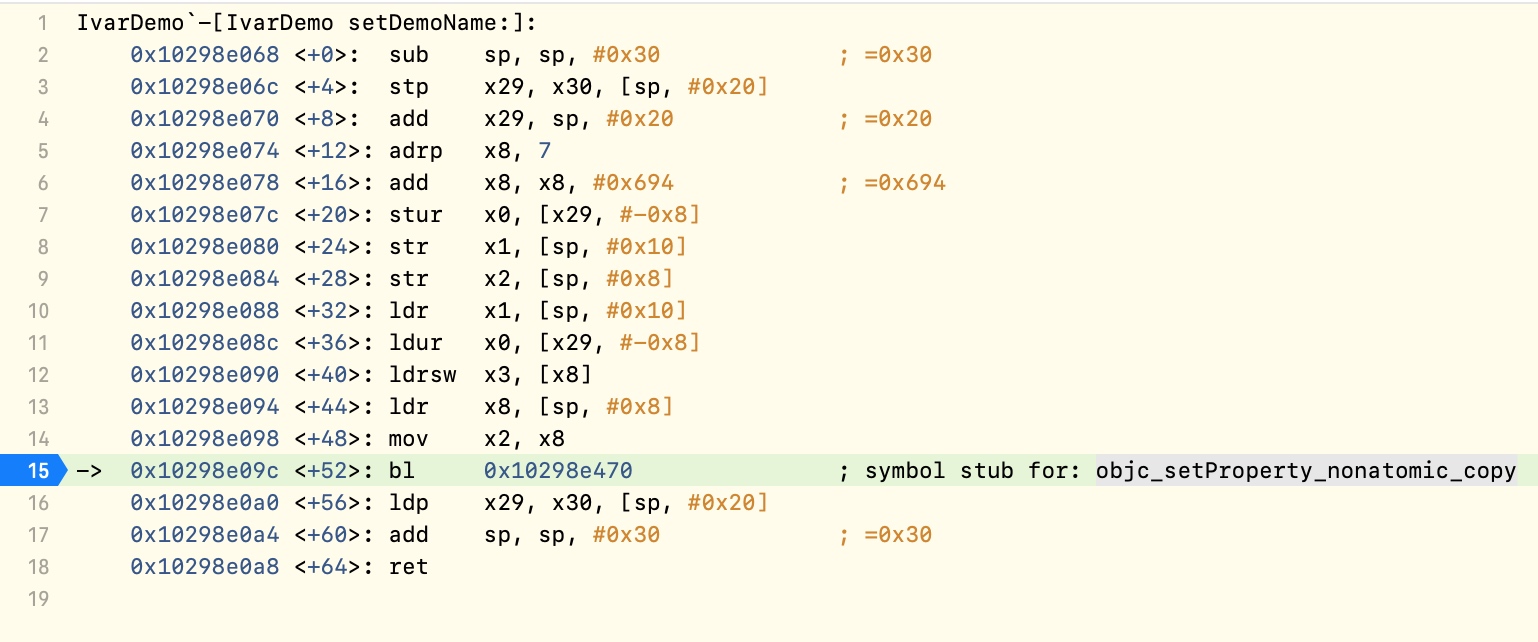 1 IvarDemo`-[IvarDemo setDemoName:]:
2 0x10298e068 <+0>: sub sp, sp, #0x30 ; =0x30
3 0x10298e06c <+4>: stp x29, x30, [sp, #0x20]
4 0x10298e070 <+8>: add x29, sp, #0x20 ; =0x20
5 0x10298e074 <+12>: adrp x8, 7
6 0x10298e078 <+16>: add x8, x8, #0x694 ; =0x694
7 0x10298e07c <+20>: stur x0, [x29, #-0x8]
8 0x10298e080 <+24>: str x1, [sp, #0x10]
9 0x10298e084 <+28>: str x2, [sp, #0x8]
10 0x10298e088 <+32>: ldr x1, [sp, #0x10]
11 0x10298e08c <+36>: ldur x0, [x29, #-0x8]
12 0x10298e090 <+40>: ldrsw x3, [x8]
13 0x10298e094 <+44>: ldr x8, [sp, #0x8]
14 0x10298e098 <+48>: mov x2, x8
15 -> 0x10298e09c <+52>: bl 0x10298e470 ; symbol stub for: objc_setProperty_nonatomic_copy
16 0x10298e0a0 <+56>: ldp x29, x30, [sp, #0x20]
17 0x10298e0a4 <+60>: add sp, sp, #0x30 ; =0x30
18 0x10298e0a8 <+64>: ret
19